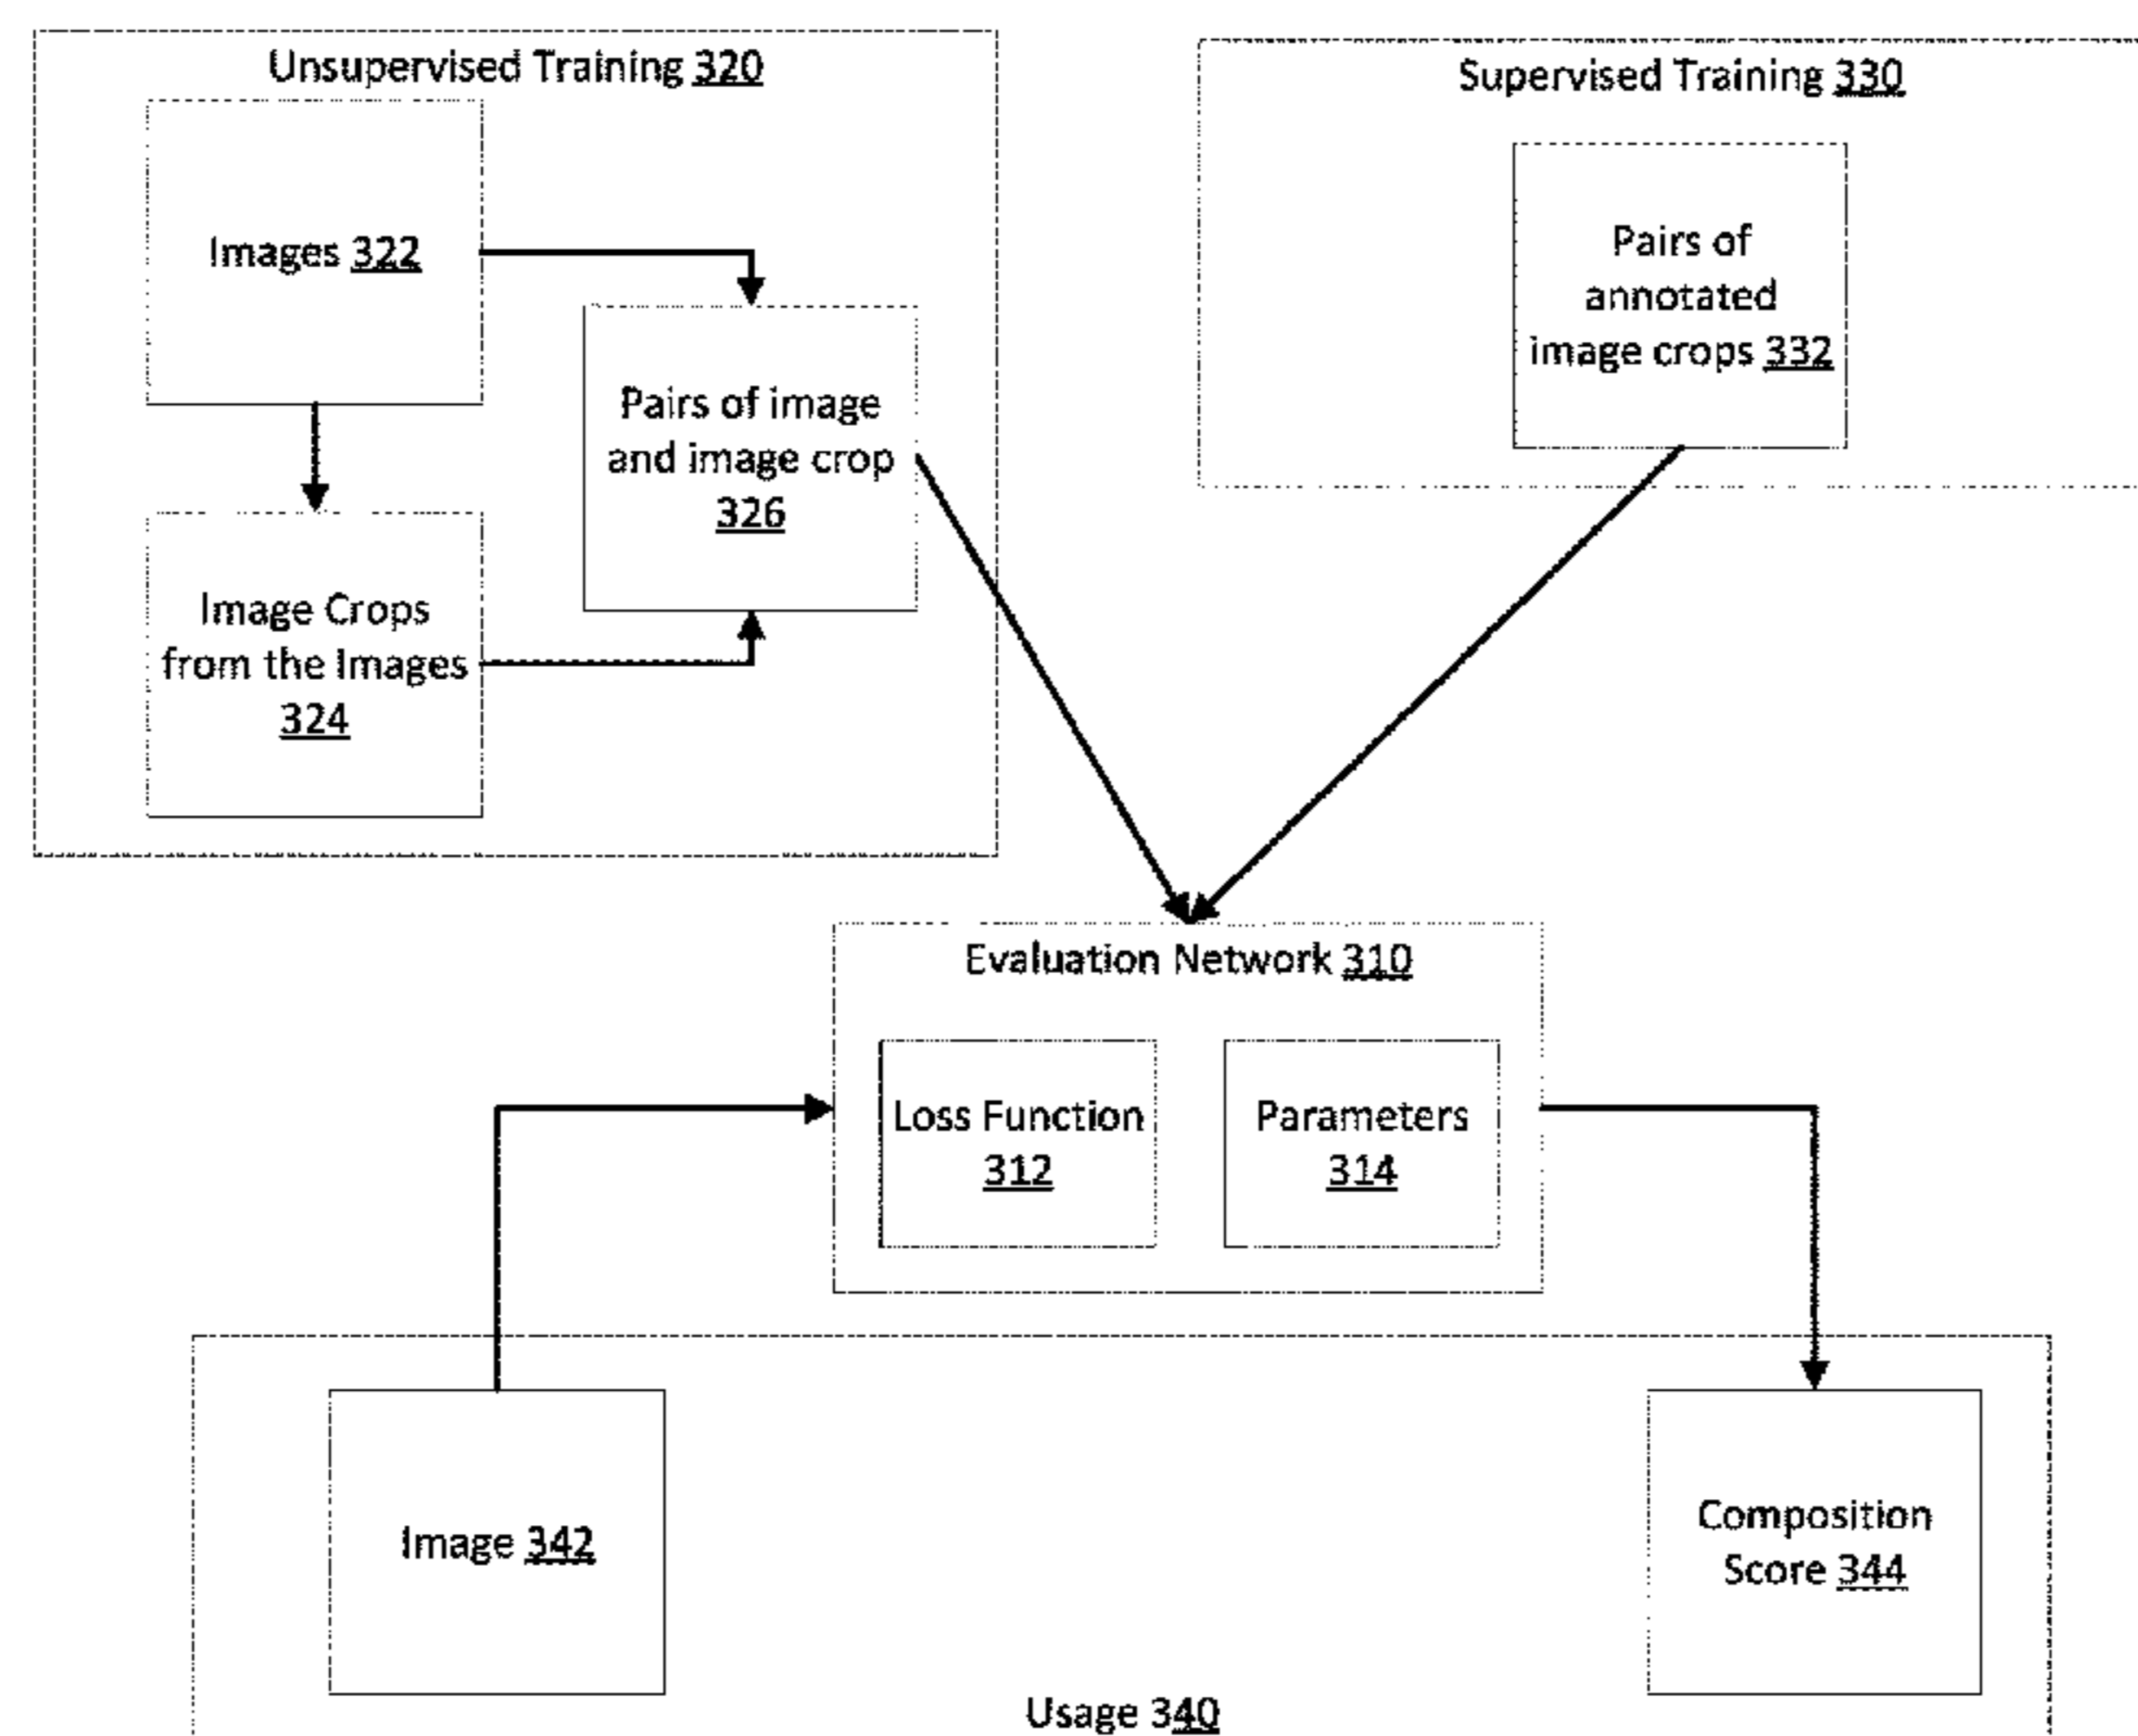 Unsupervised Training 320
Images 322
Pairs of image
and image crop
326
Image Crops
from the Images
324
Supervised Training 330
Pairs of
annotated
image crops 332
Evaluation Network 310
Loss Function
312
Parameters
314
Image 342
Composition
Score 344
Usage 340